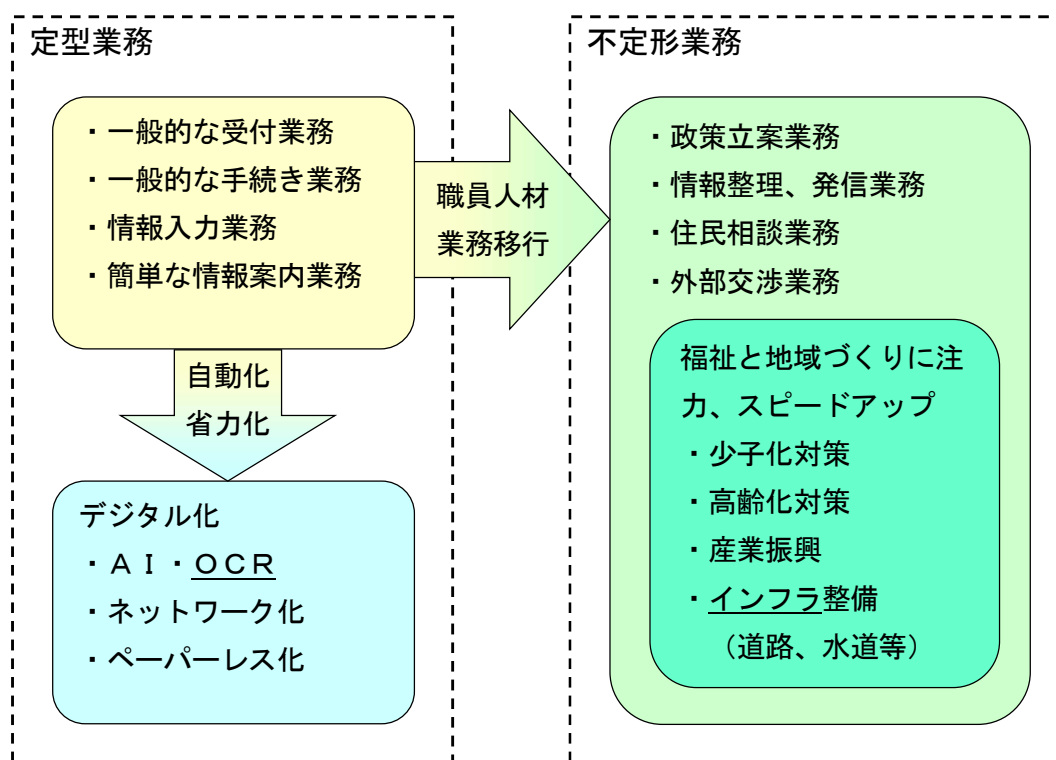 定型業務
・一般的な受付業務
・一般的な手続き業務
・情報入力業務
・簡単な情報案内業務
自動化
省力化
デジタル化
・ＡＩ・ＯＣＲ
・ネットワーク化
・ペーパーレス化
職員人材
業務移行
不定形業務
・政策立案業務
・情報整理、発信業務
・住民相談業務
・外部交渉業務
福祉と地域づくりに注
力、スピードアップ
・少子化対策
・高齢化対策
・産業振興
・インフラ整備
（道路、水道等）